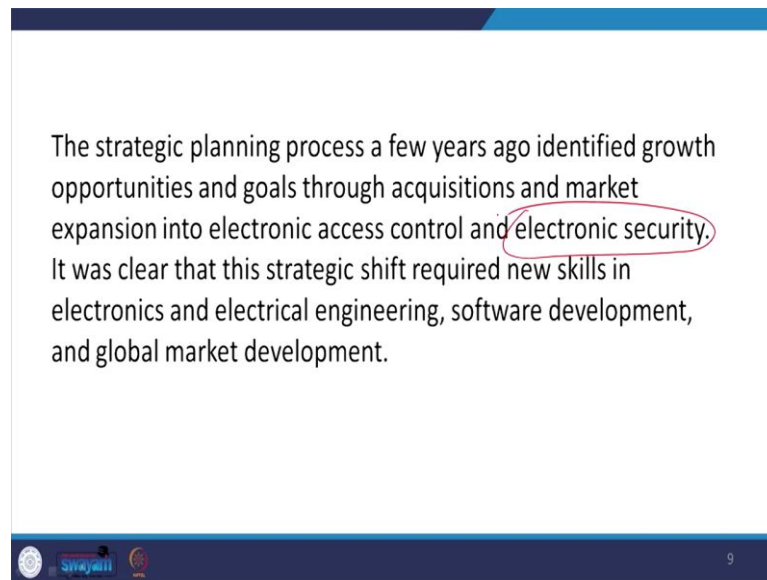 The strategic planning process a few years ago identified growth
opportunities and goals through acquisitions and market
expansion into electronic access control and electronic security.
It was clear that this strategic shift required new skills in
electronics and electrical engineering, software development,
and global market development.
swayam
9